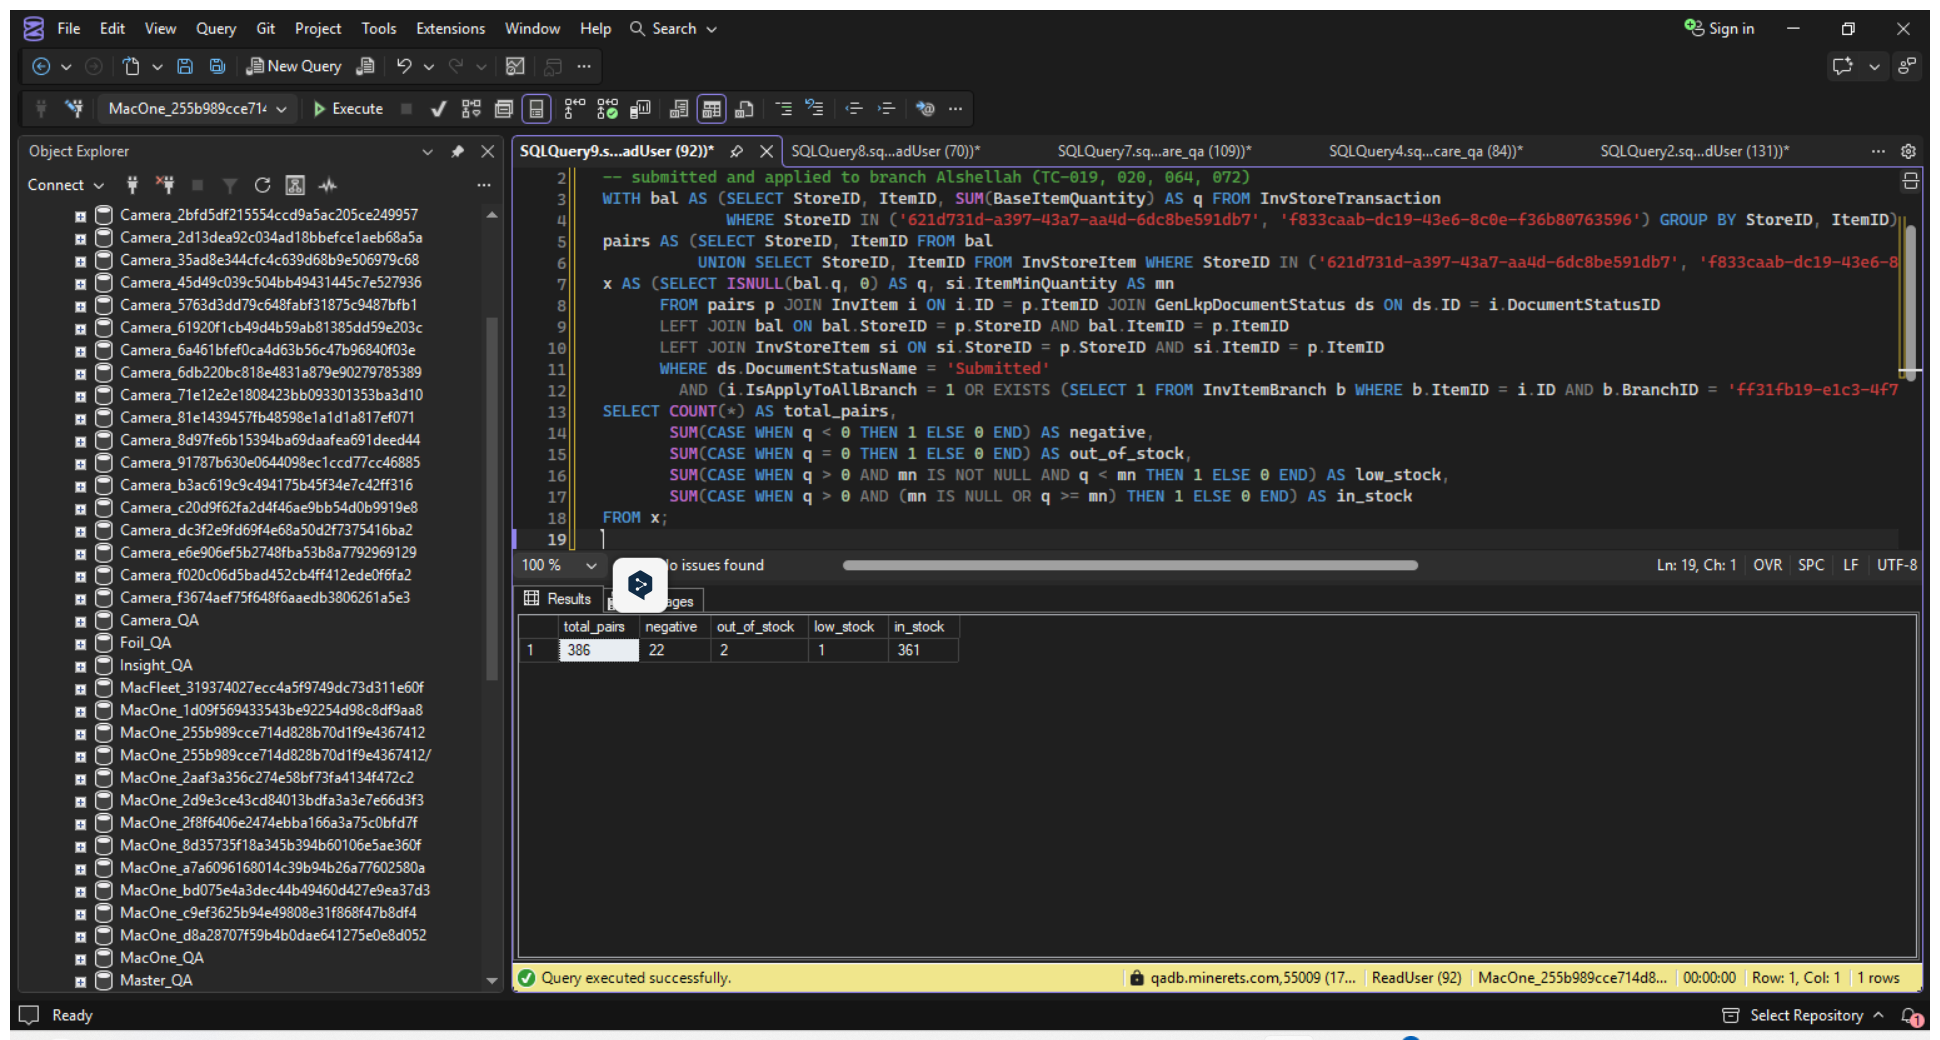 File Edit View Query Git Project Tools Extensions Window Help Search Sign in
New Query
MacOne_255b989cce714 Execute
Object Explorer
Connect
Camera_2bfd5df215554ccd9a5ac205ce249957
Camera_2d13dea92c034ad18bbefce1aeb68a5a
Camera_35ad8e344cfc4c639d68b9e506979c68
Camera_45d49c039c504bb49431445c7e527936
Camera_5763d3dd79c648fabf31875c9487bfb1
Camera_61920f1cb49d4b59ab81385dd59e203c
Camera_6a461bfef0ca4d63b56c47b96840f03e
Camera_6db220bc818e4831a879e90279785389
Camera_71e12e2e1808423bb093301353ba3d10
Camera_81e1439457fb48598e1a1d1a817ef071
Camera_8d97fe6b15394ba69daafea691deed44
Camera_91787b630e0644098ec1ccd77cc46885
Camera_b3ac619c9c494175b45f34e7c42ff316
Camera_c20d9f62fa2d4f46ae9bb54d0b9919e8
Camera_dc3f2e9fd69f4e68a50d2f7375416ba2
Camera_e6e906ef5b2748fba53b8a7792969129
Camera_f020c06d5bad452cb4ff412ede0f6fa2
Camera_f3674aef75f648f6aaedb3806261a5e3
Camera_QA
Foil_QA
Insight_QA
MacFleet_319374027ecc4a5f9749dc73d311e60f
MacOne_1d09f569433543be92254d98c8df9aa8
MacOne_255b989cce714d828b70d1f9e4367412
MacOne_255b989cce714d828b70d1f9e4367412/
MacOne_2aaf3a356c274e58bf73fa4134f472c2
MacOne_2d9e3ce43cd84013bdfa3a3e7e66d3f3
MacOne_2f8f6406e2474ebba166a3a75c0bfd7f
MacOne_8d35735f18a345b394b60106e5ae360f
MacOne_a7a6096168014c39b94b26a77602580a
MacOne_bd075e4a3dec44b49460d427e9ea37d3
MacOne_c9ef3625b94e49808e31f868f47b8df4
MacOne_d8a28707f59b4b0dae641275e0e8d052
MacOne_QA
Master_QA
SQLQuery9.s...adUser (92))* SQLQuery8.sq...adUser (70))* SQLQuery7.sq...are_qa (109))* SQLQuery4.sq...care_qa (84))* SQLQuery2.sq...dUser (131))*
2 -- submitted and applied to branch Alshellah (TC-019, 020, 064, 072)
3 WITH bal AS (SELECT StoreID, ItemID, SUM(BaseItemQuantity) AS q FROM InvStoreTransaction
4 WHERE StoreID IN ('621d731d-a397-43a7-aa4d-6dc8be591db7', 'f833caab-dc19-43e6-8c0e-f36b80763596') GROUP BY StoreID, ItemID)
5 pairs AS (SELECT StoreID, ItemID FROM bal
6 UNION SELECT StoreID, ItemID FROM InvStoreItem WHERE StoreID IN ('621d731d-a397-43a7-aa4d-6dc8be591db7', 'f833caab-dc19-43e6-8
7 x AS (SELECT ISNULL(bal.q, 0) AS q, si.ItemMinQuantity AS mn
8 FROM pairs p JOIN InvItem i ON i.ID = p.ItemID JOIN GenLkpDocumentStatus ds ON ds.ID = i.DocumentStatusID
9 LEFT JOIN bal ON bal.StoreID = p.StoreID AND bal.ItemID = p.ItemID
10 LEFT JOIN InvStoreItem si ON si.StoreID = p.StoreID AND si.ItemID = p.ItemID
11 WHERE ds.DocumentStatusName = 'Submitted'
12 AND (i.IsApplyToAllBranch = 1 OR EXISTS (SELECT 1 FROM InvItemBranch b WHERE b.ItemID = i.ID AND b.BranchID = 'ff31fb19-e1c3-4f7
13 SELECT COUNT(*) AS total_pairs,
14 SUM(CASE WHEN q < 0 THEN 1 ELSE 0 END) AS negative,
15 SUM(CASE WHEN q = 0 THEN 1 ELSE 0 END) AS out_of_stock,
16 SUM(CASE WHEN q > 0 AND mn IS NOT NULL AND q < mn THEN 1 ELSE 0 END) AS low_stock,
17 SUM(CASE WHEN q > 0 AND (mn IS NULL OR q >= mn) THEN 1 ELSE 0 END) AS in_stock
18 FROM x;
19
100 % o issues found Ln: 19, Ch: 1 OVR SPC LF UTF-8
Results ages
total_pairs negative out_of_stock low_stock in_stock
1 386 22 2 1 361
Query executed successfully. qadb.minerets.com,55009 (17... ReadUser (92) MacOne_255b989cce714d8... 00:00:00 Row: 1, Col: 1 1 rows
Ready Select Repository 1